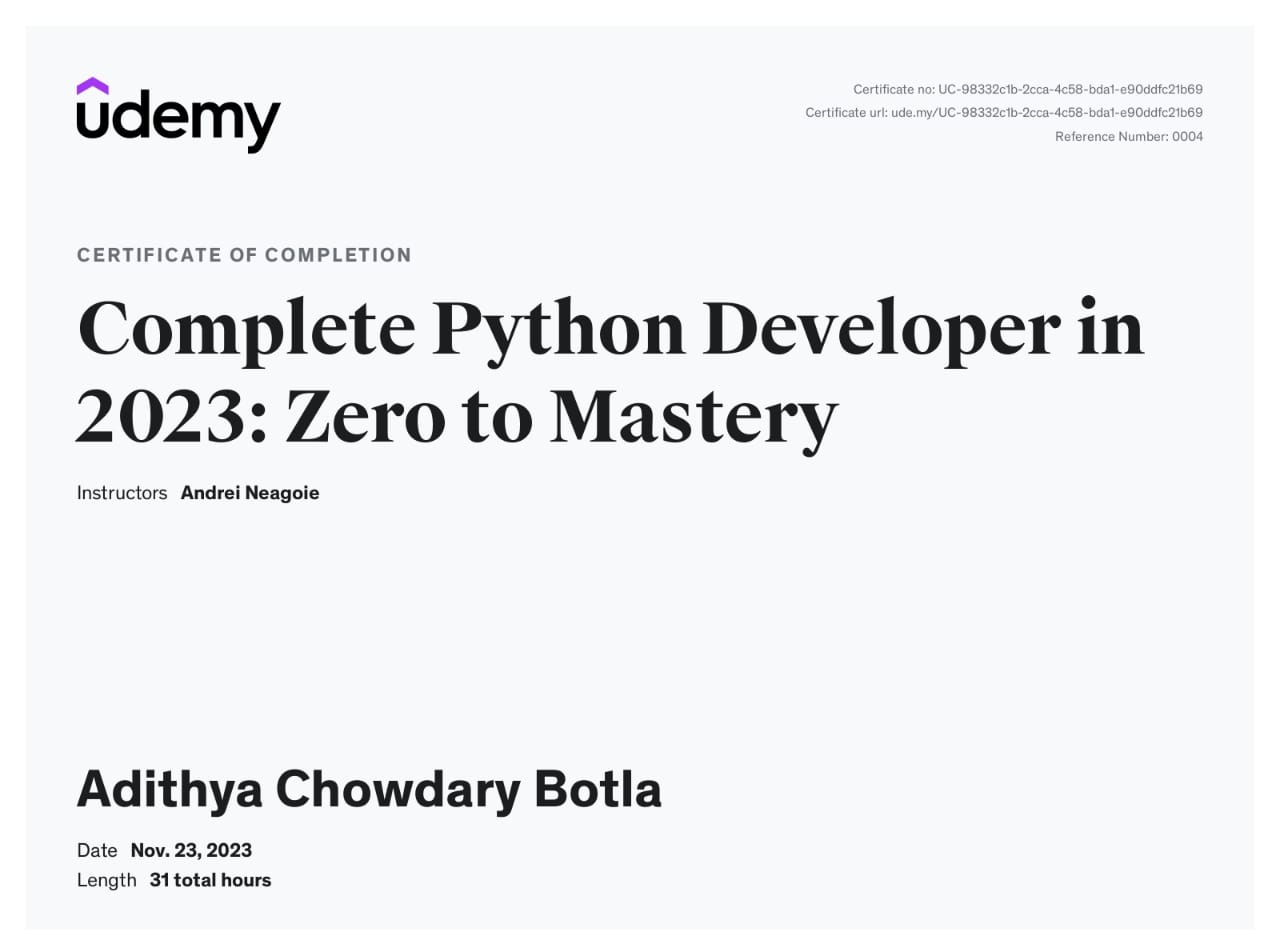 udemy
Certificate no: UC-98332c1b-2cca-4c58-bda1-e90ddfc21b69
Certificate url: ude.my/UC-98332c1b-2cca-4c58-bda1-e90ddfc21b69
Reference Number: 0004
CERTIFICATE OF COMPLETION
Complete Python Developer in
2023: Zero to Mastery
Instructors Andrei Neagoie
Adithya Chowdary Botla
Date Nov. 23, 2023
Length 31 total hours